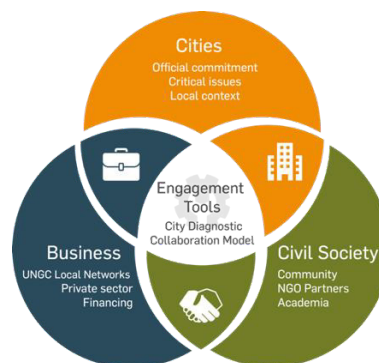 Cities
Official commitment
Critical issues
Local context
Engagement
Tools
City Diagnostic
Collaboration Model
Business
UNGC Local Networks
Private sector
Financing
Civil Society
Community
NGO Partners
Academia